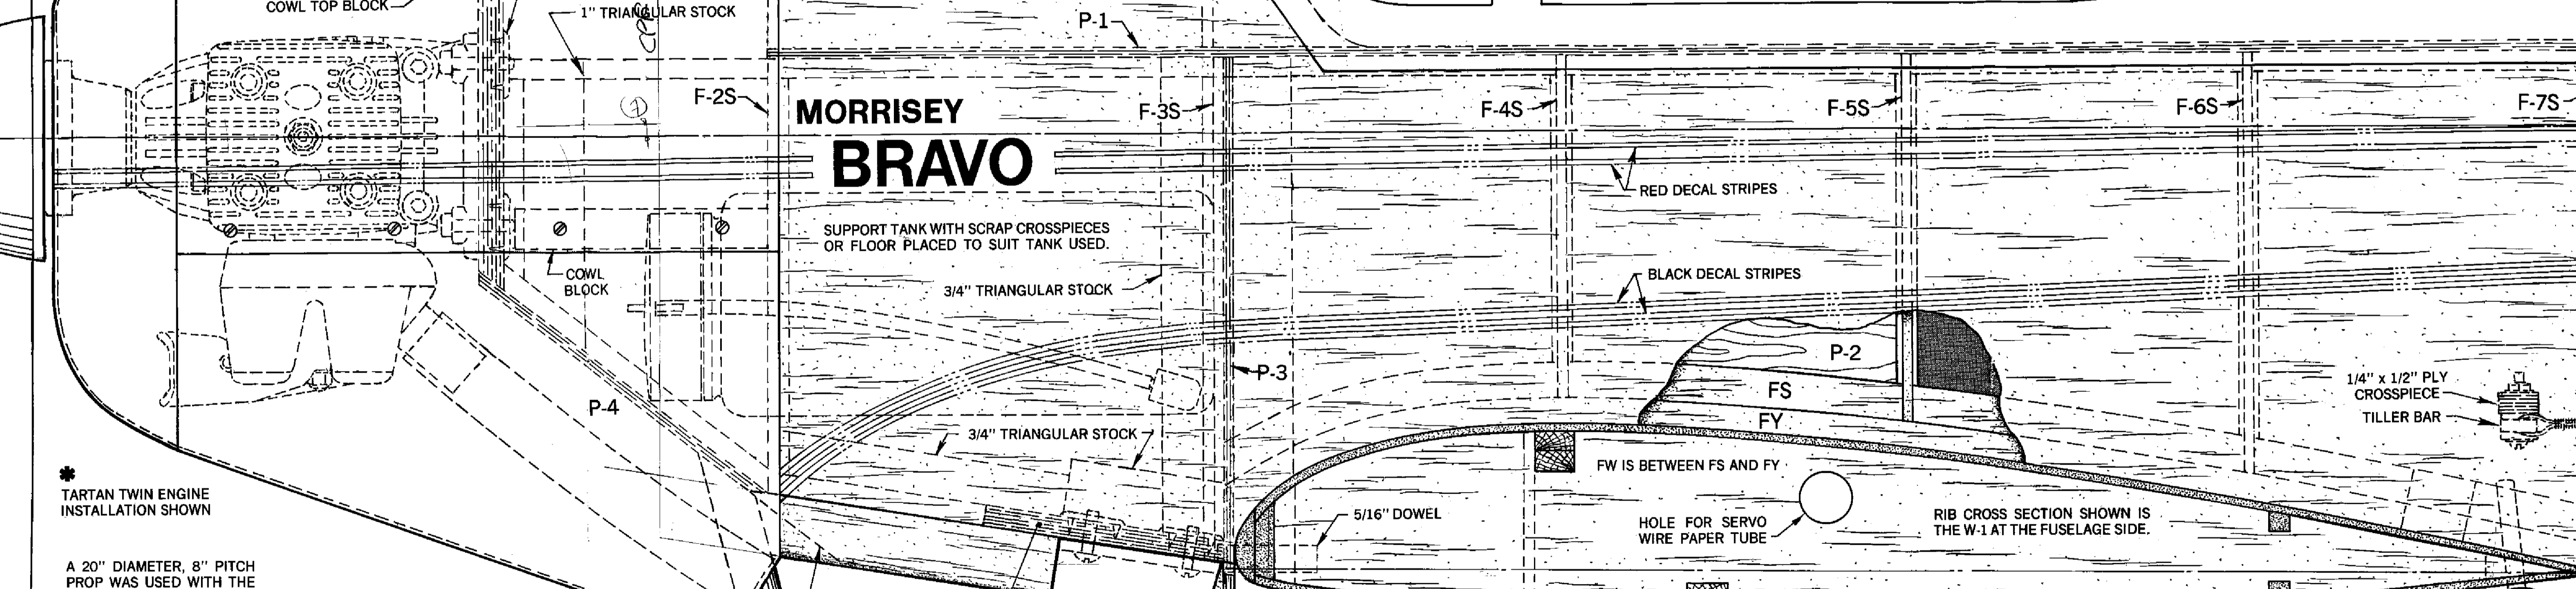 COWL TOP BLOCK
1" TRIANGULAR STOCK
P-1
F-2S
MORRISEY
BRAVO
F-3S
F-4S
F-5S
F-6S
F-7S
RED DECAL STRIPES
SUPPORT TANK WITH SCRAP CROSSPIECES
OR FLOOR PLACED TO SUIT TANK USED.
COWL
BLOCK
3/4" TRIANGULAR STOCK
BLACK DECAL STRIPES
P-2
P-3
FS
FY
P-4
3/4" TRIANGULAR STOCK
1/4" x 1/2" PLY
CROSSPIECE
TILLER BAR
FW IS BETWEEN FS AND FY
*
TARTAN TWIN ENGINE
INSTALLATION SHOWN
5/16" DOWEL
HOLE FOR SERVO
WIRE PAPER TUBE
RIB CROSS SECTION SHOWN IS
THE W-1 AT THE FUSELAGE SIDE.
A 20" DIAMETER, 8" PITCH
PROP WAS USED WITH THE